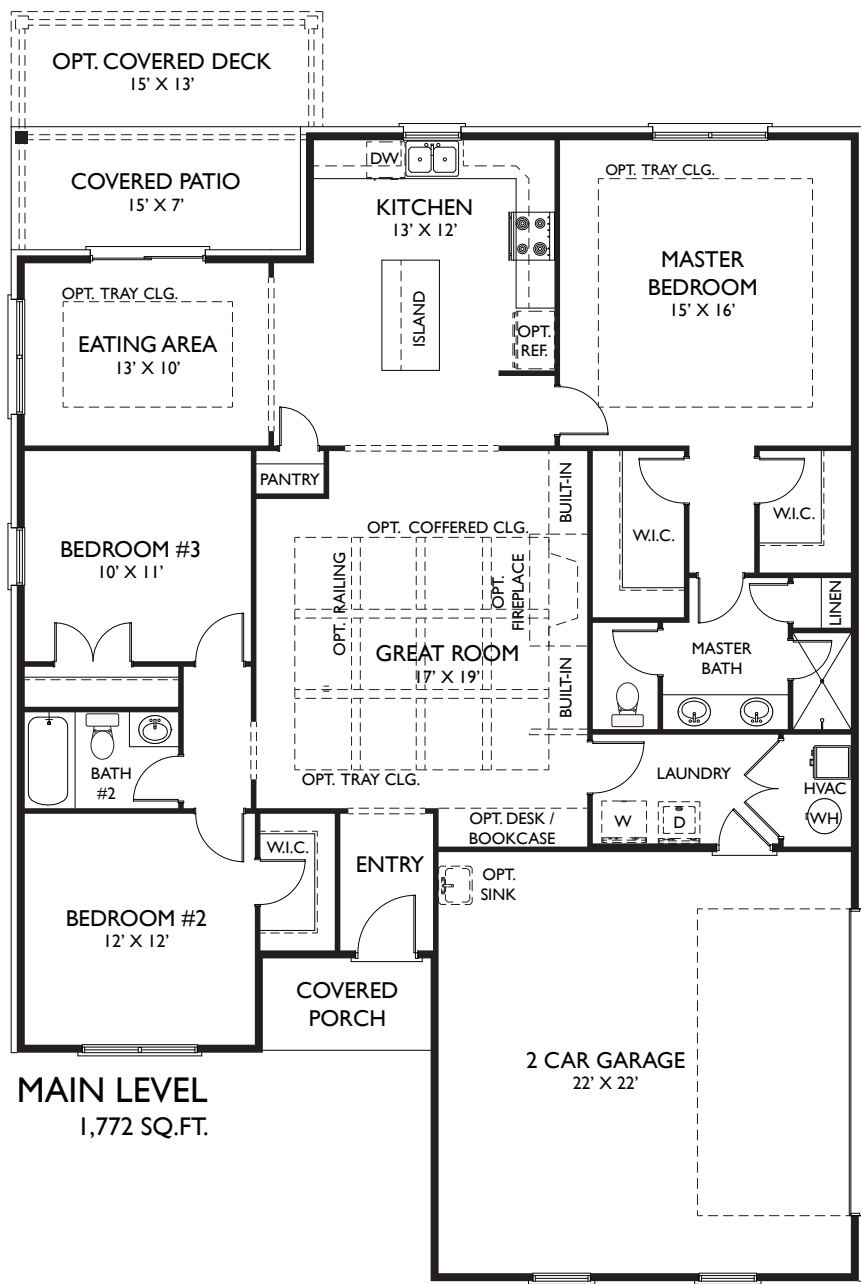 OPT. COVERED DECK
15’ X 13’
COVERED PATIO
15’ X 7’
DW
KITCHEN
13’ X 12’
ISLAND
OPT.
REF.
OPT. TRAY CLG.
MASTER
BEDROOM
15’ X 16’
OPT. TRAY CLG.
EATING AREA
13’ X 10’
PANTRY
BEDROOM #3
10’ X 11’
OPT. COFFERED CLG.
OPT. RAILING
OPT.
FIREPLACE
BUILT-IN
BUILT-IN
GREAT ROOM
17’ X 19’
OPT. TRAY CLG.
W.I.C.
W.I.C.
LINEN
MASTER
BATH
BATH
#2
LAUNDRY
W
D
HVAC
WH
OPT. DESK /
BOOKCASE
W.I.C.
ENTRY
OPT.
SINK
BEDROOM #2
12’ X 12’
COVERED
PORCH
2 CAR GARAGE
22’ X 22’
MAIN LEVEL
1,772 SQ.FT.